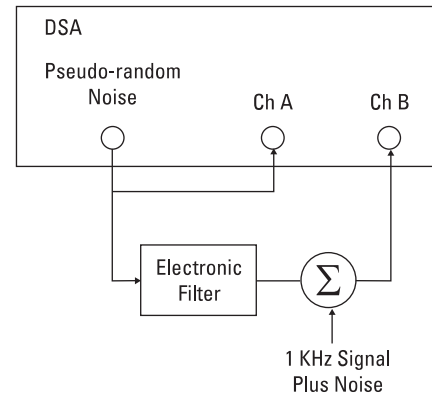 DSA
Pseudo-random
Noise
Ch A
Ch B
Electronic
Filter
Σ
1 KHz Signal
Plus Noise